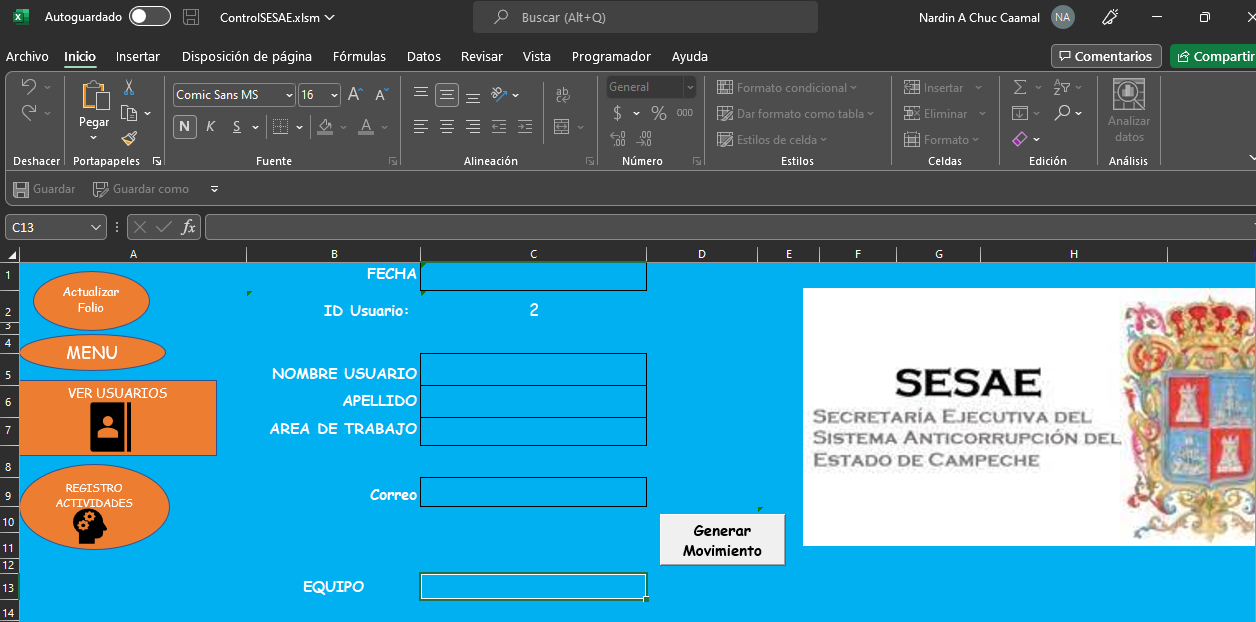 Autoguardado
ControlSESAE.xlsm
Buscar (Alt+Q)
Nardin A Chuc Caamal
NA
Archivo Inicio Insertar Disposición de página Fórmulas Datos Revisar Vista Programador Ayuda
Comentarios
Compartir
Pegar
Comic Sans MS
16
A A
N K S
A
ab
General
$ % 000
Formato condicional
Dar formato como tabla
Estilos de celda
Insertar
Eliminar
Formato
Analizar
datos
Deshacer
Portapapeles
Fuente
Alineación
Número
Estilos
Celdas
Edición
Análisis
Guardar
Guardar como
C13
fx
A B C D E F G H
1
2
3
4
5
6
7
8
9
10
11
12
13
14
Actualizar
Folio
MENU
VER USUARIOS
REGISTRO
ACTIVIDADES
FECHA
ID Usuario: 2
NOMBRE USUARIO
APELLIDO
AREA DE TRABAJO
Correo
Generar
Movimiento
EQUIPO
SESAE
SECRETARÍA EJECUTIVA DEL
SISTEMA ANTICORRUPCIÓN DEL
ESTADO DE CAMPECHE